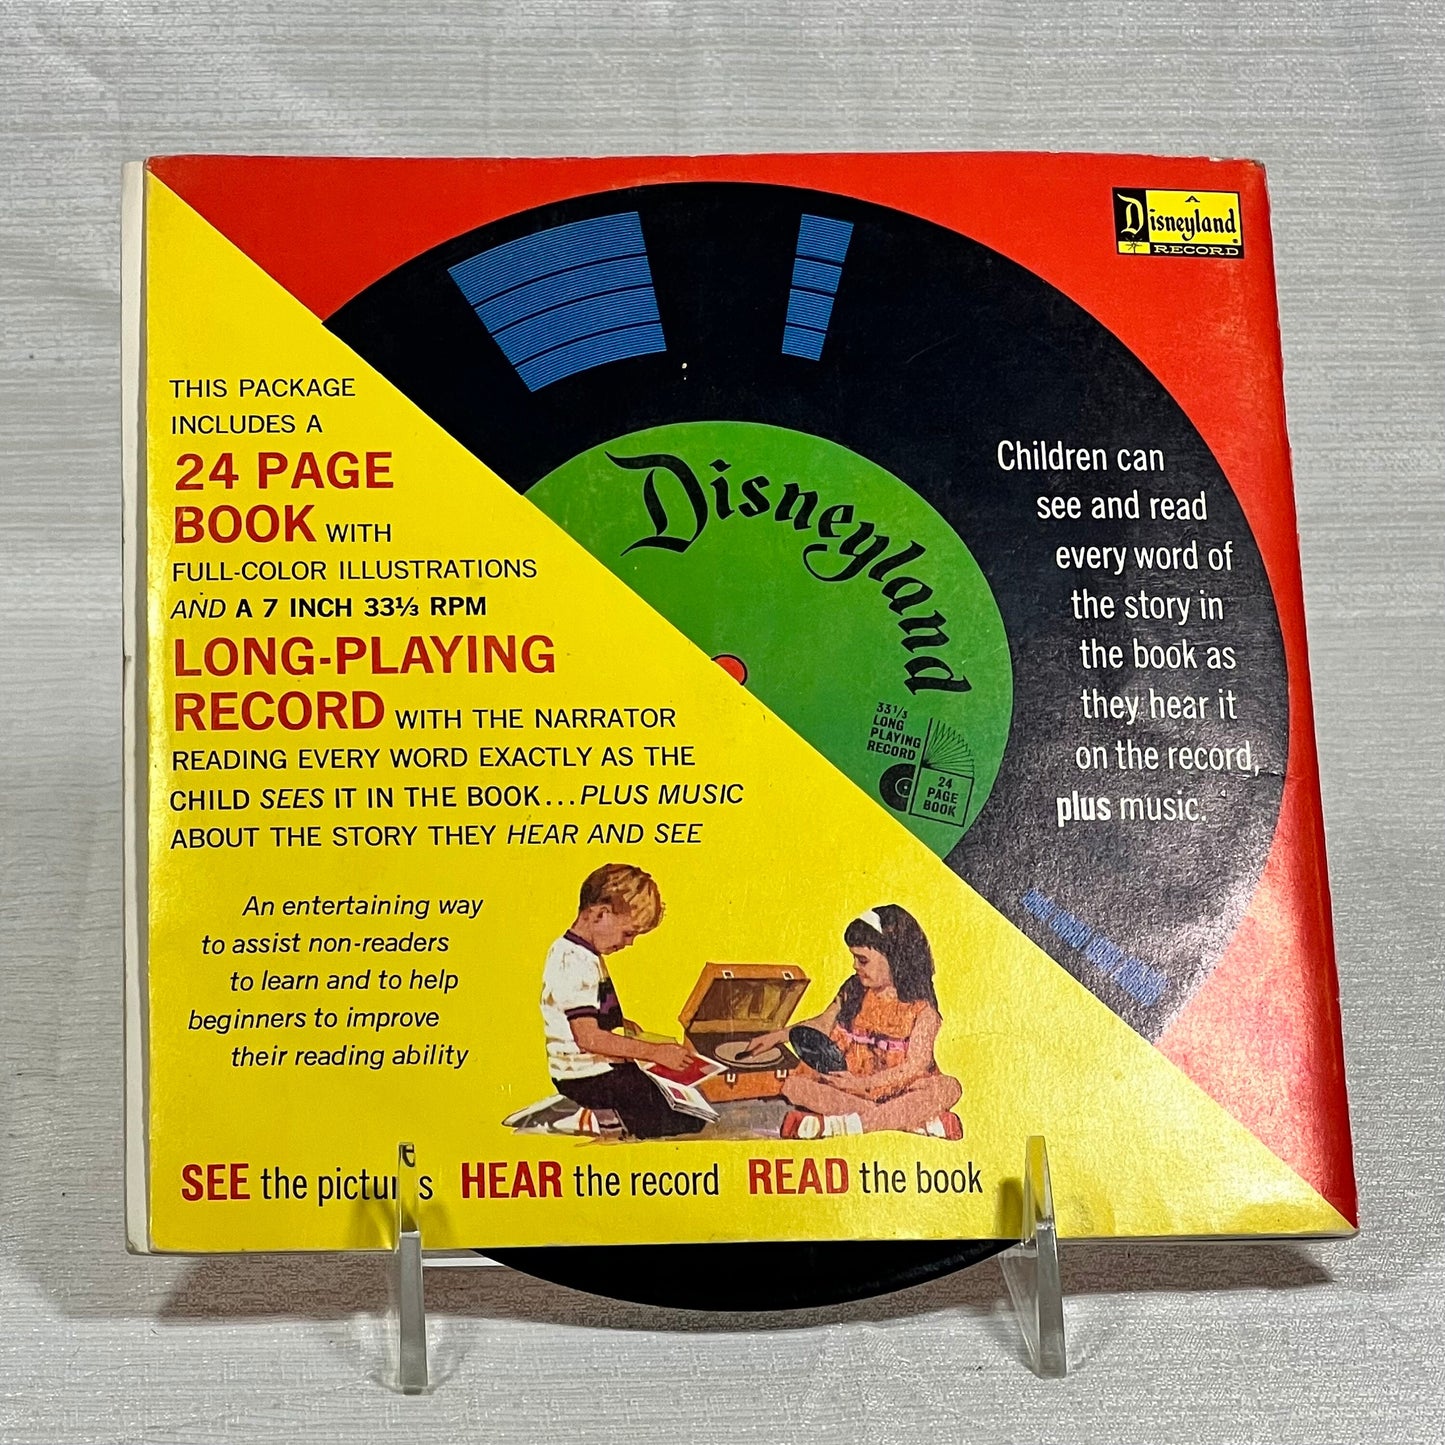 A
Disneyland
RECORD
THIS PACKAGE
INCLUDES A
24 PAGE
BOOK WITH
FULL-COLOR ILLUSTRATIONS
AND A 7 INCH 33⅓ RPM
LONG-PLAYING
RECORD WITH THE NARRATOR
READING EVERY WORD EXACTLY AS THE
CHILD SEES IT IN THE BOOK...PLUS MUSIC
ABOUT THE STORY THEY HEAR AND SEE
An entertaining way
to assist non-readers
to learn and to help
beginners to improve
their reading ability
Disneyland
33⅓
LONG
PLAYING
RECORD
24
PAGE
BOOK
Children can
see and read
every word of
the story in
the book as
they hear it
on the record,
plus music.
SEE the pictures HEAR the record READ the book